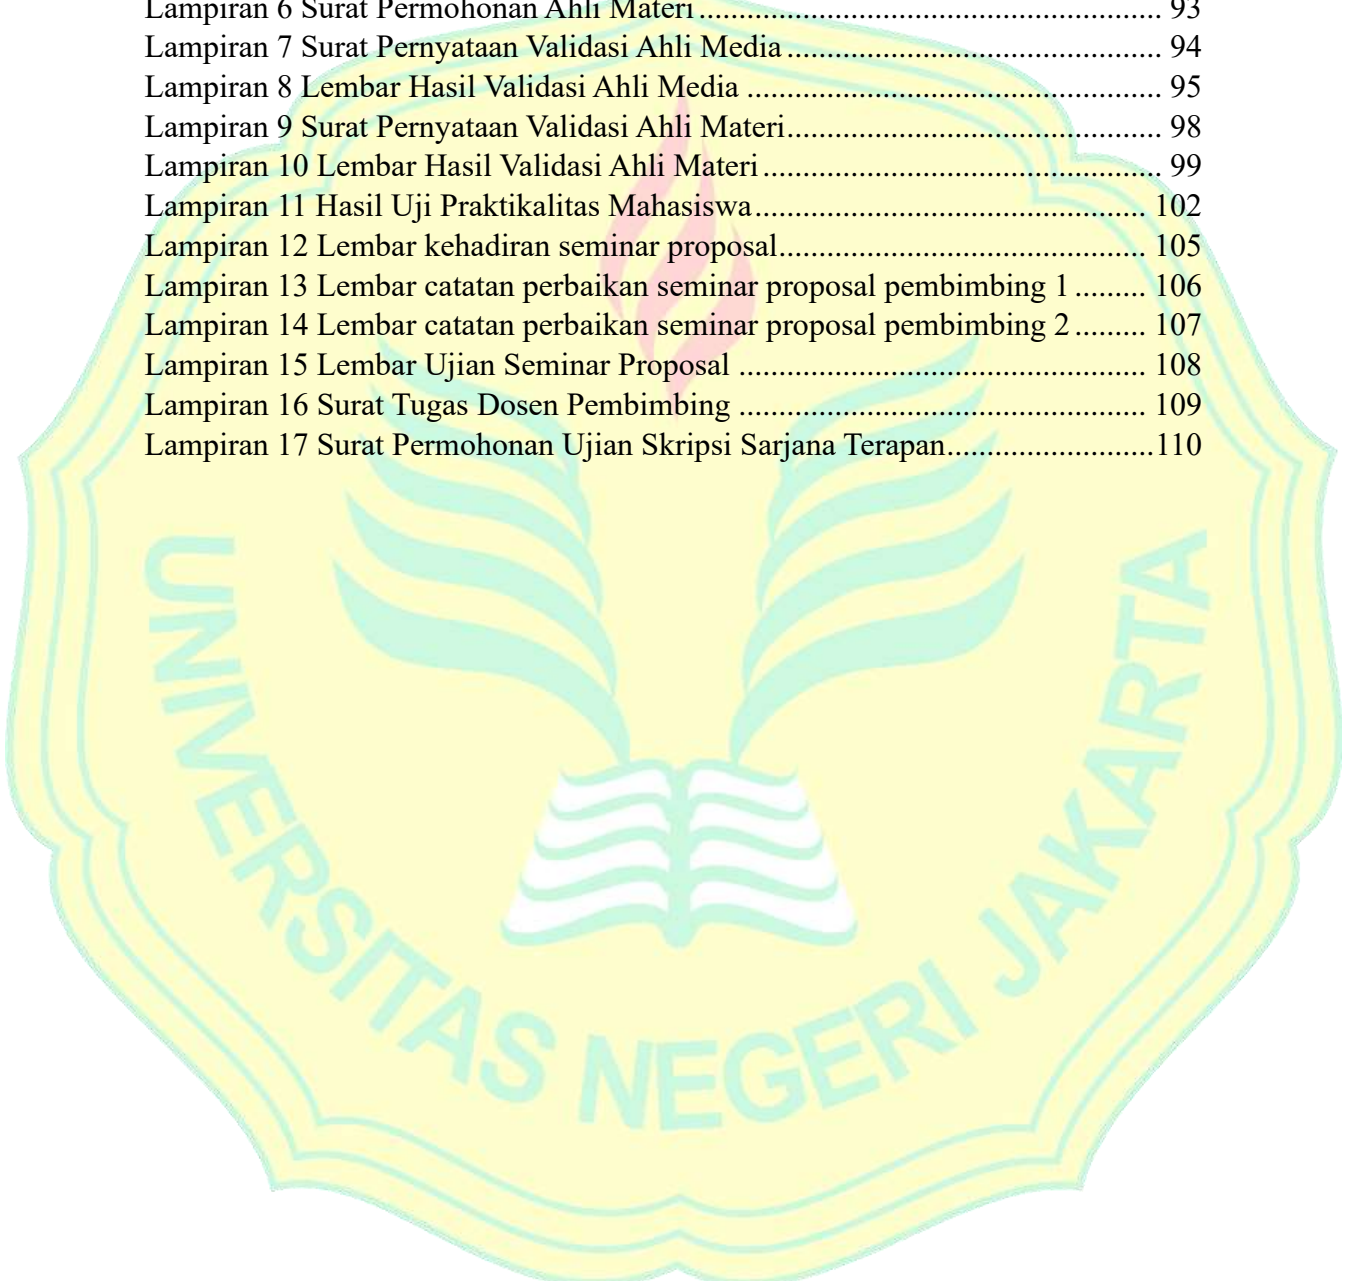 Lampiran 6 Surat Permohonan Ahli Materi .......................................................... 93
Lampiran 7 Surat Pernyataan Validasi Ahli Media ............................................... 94
Lampiran 8 Lembar Hasil Validasi Ahli Media .................................................... 95
Lampiran 9 Surat Pernyataan Validasi Ahli Materi............................................... 98
Lampiran 10 Lembar Hasil Validasi Ahli Materi .................................................. 99
Lampiran 11 Hasil Uji Praktikalitas Mahasiswa ................................................. 102
Lampiran 12 Lembar kehadiran seminar proposal.............................................. 105
Lampiran 13 Lembar catatan perbaikan seminar proposal pembimbing 1 ......... 106
Lampiran 14 Lembar catatan perbaikan seminar proposal pembimbing 2 ......... 107
Lampiran 15 Lembar Ujian Seminar Proposal ................................................... 108
Lampiran 16 Surat Tugas Dosen Pembimbing ................................................... 109
Lampiran 17 Surat Permohonan Ujian Skripsi Sarjana Terapan..........................110
UNIVERSITAS NEGERI JAKARTA